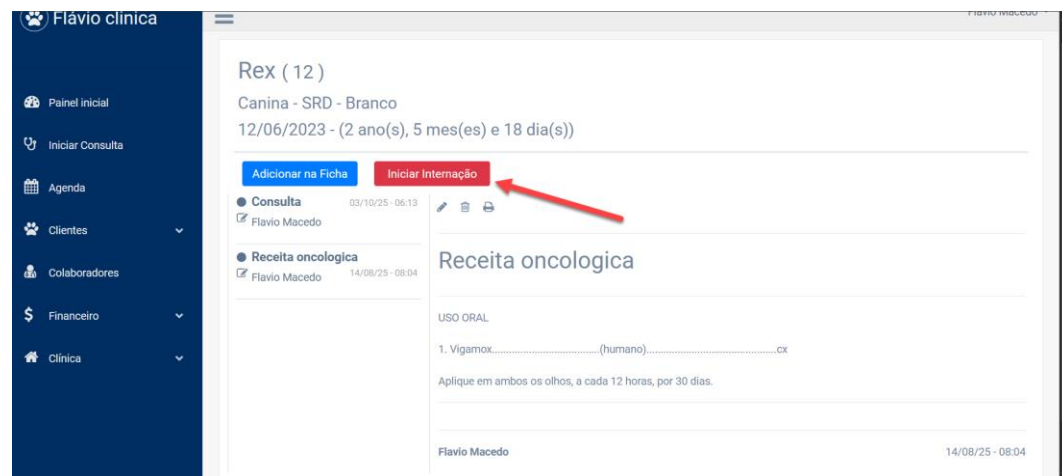 Flávio clinica
Flavio Macedo
Painel inicial
Iniciar Consulta
Agenda
Clientes
Colaboradores
Financeiro
Clínica
Rex ( 12 )
Canina - SRD - Branco
12/06/2023 - (2 ano(s), 5 mes(es) e 18 dia(s))
Adicionar na Ficha
Iniciar Internação
Consulta 03/10/25 - 06:13
Flavio Macedo
Receita oncologica
Flavio Macedo 14/08/25 - 08:04
Receita oncologica
USO ORAL
1. Vigamox......................................(humano)..............................................cx
Aplique em ambos os olhos, a cada 12 horas, por 30 dias.
Flavio Macedo 14/08/25 - 08:04